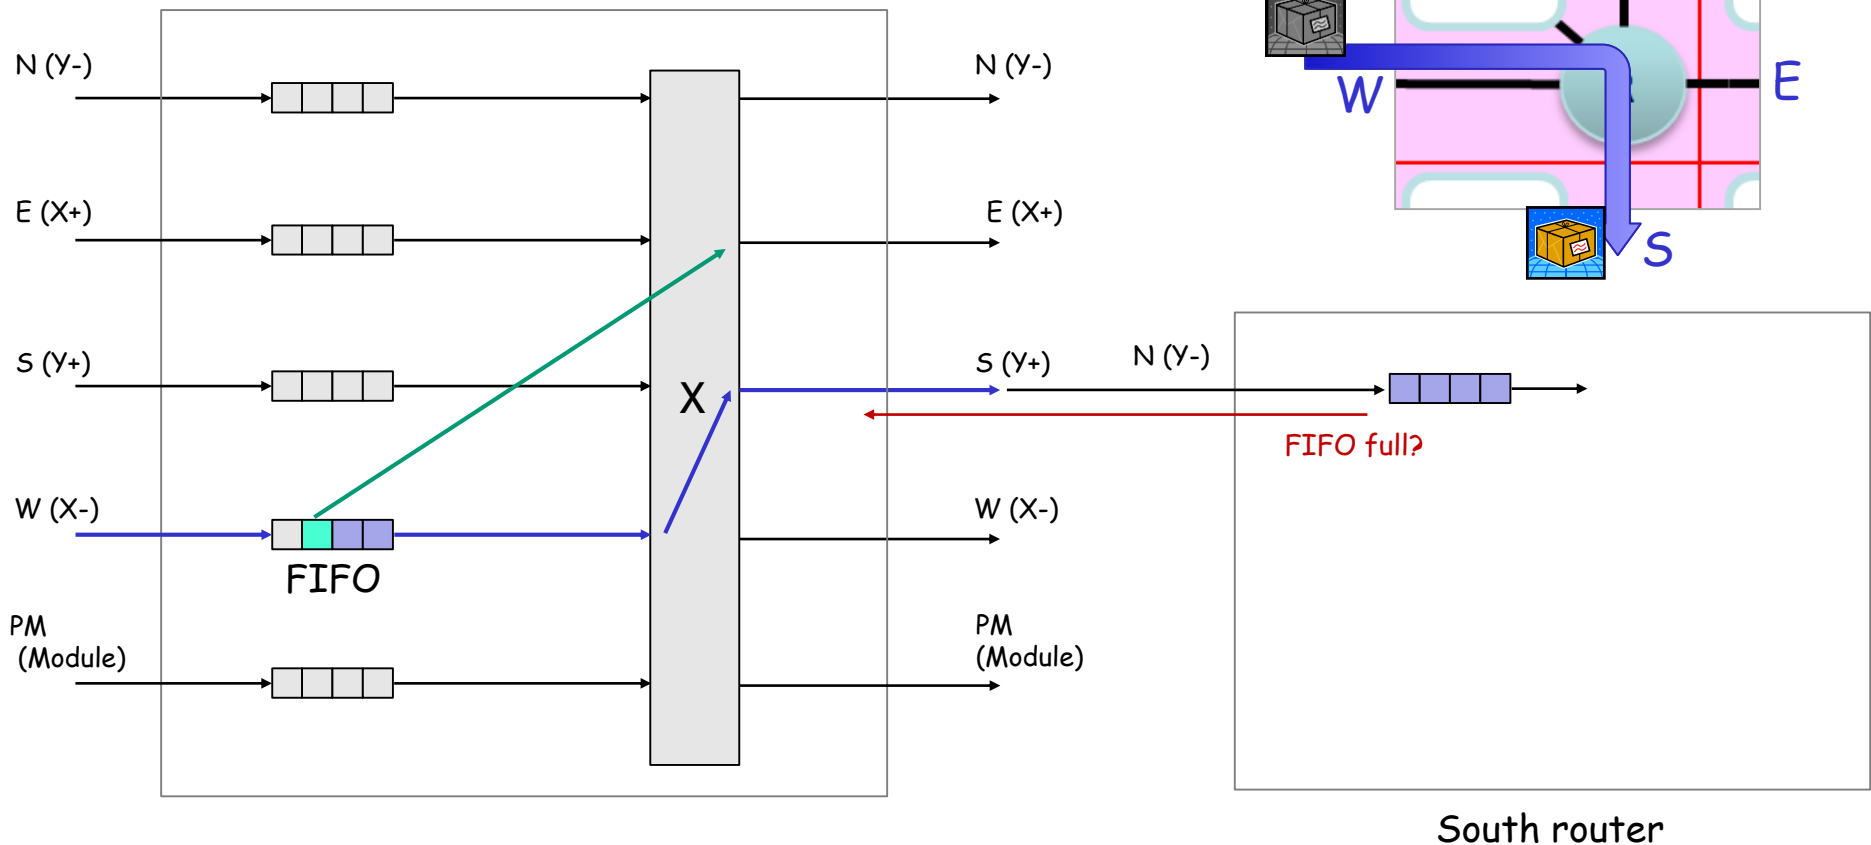 N (Y-)
N (Y-)
W
E
S
E (X+)
E (X+)
S (Y+)
S (Y+)
N (Y-)
X
FIFO full?
W (X-)
W (X-)
FIFO
PM
(Module)
PM
(Module)
South router